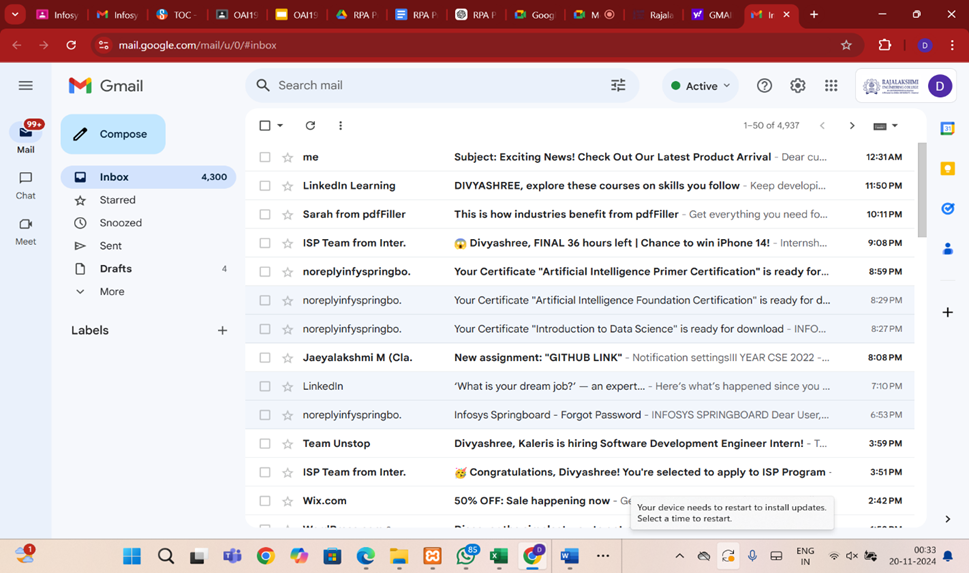 Infosy
Infosy
TOC -
OAI19
OAI19
RPA P
RPA P
RPA P
Goog
M
Rajala
GMAI
In
mail.google.com/mail/u/0/#inbox
D
Gmail
Search mail
Active
RAJALAKSHMI
ENGINEERING COLLEGE
D
99+
Mail
Chat
Meet
Compose
Inbox 4,300
Starred
Snoozed
Sent
Drafts 4
More
Labels
1–50 of 4,937
me Subject: Exciting News! Check Out Our Latest Product Arrival - Dear cu... 12:31 AM
LinkedIn Learning DIVYASHREE, explore these courses on skills you follow - Keep developi... 11:50 PM
Sarah from pdfFiller This is how industries benefit from pdfFiller - Get everything you need fo... 10:11 PM
ISP Team from Inter. 😱 Divyashree, FINAL 36 hours left | Chance to win iPhone 14! - Internsh... 9:08 PM
noreplyinfyspringbo. Your Certificate "Artificial Intelligence Primer Certification" is ready for... 8:59 PM
noreplyinfyspringbo. Your Certificate "Artificial Intelligence Foundation Certification" is ready for d... 8:29 PM
noreplyinfyspringbo. Your Certificate "Introduction to Data Science" is ready for download - INFO... 8:27 PM
Jaeyalakshmi M (Cla. New assignment: "GITHUB LINK" - Notification settingsIII YEAR CSE 2022 -... 8:08 PM
LinkedIn ‘What is your dream job?’ — an expert... - Here’s what’s happened since you ... 7:10 PM
noreplyinfyspringbo. Infosys Springboard - Forgot Password - INFOSYS SPRINGBOARD Dear User,... 6:53 PM
Team Unstop Divyashree, Kaleris is hiring Software Development Engineer Intern! - T... 3:59 PM
ISP Team from Inter. 🥳 Congratulations, Divyashree! You're selected to apply to ISP Program - 3:51 PM
Wix.com 50% OFF: Sale happening now - Ge 2:42 PM
Your device needs to restart to install updates.
Select a time to restart.
31
1
85
D
ENG
IN
00:33
20-11-2024